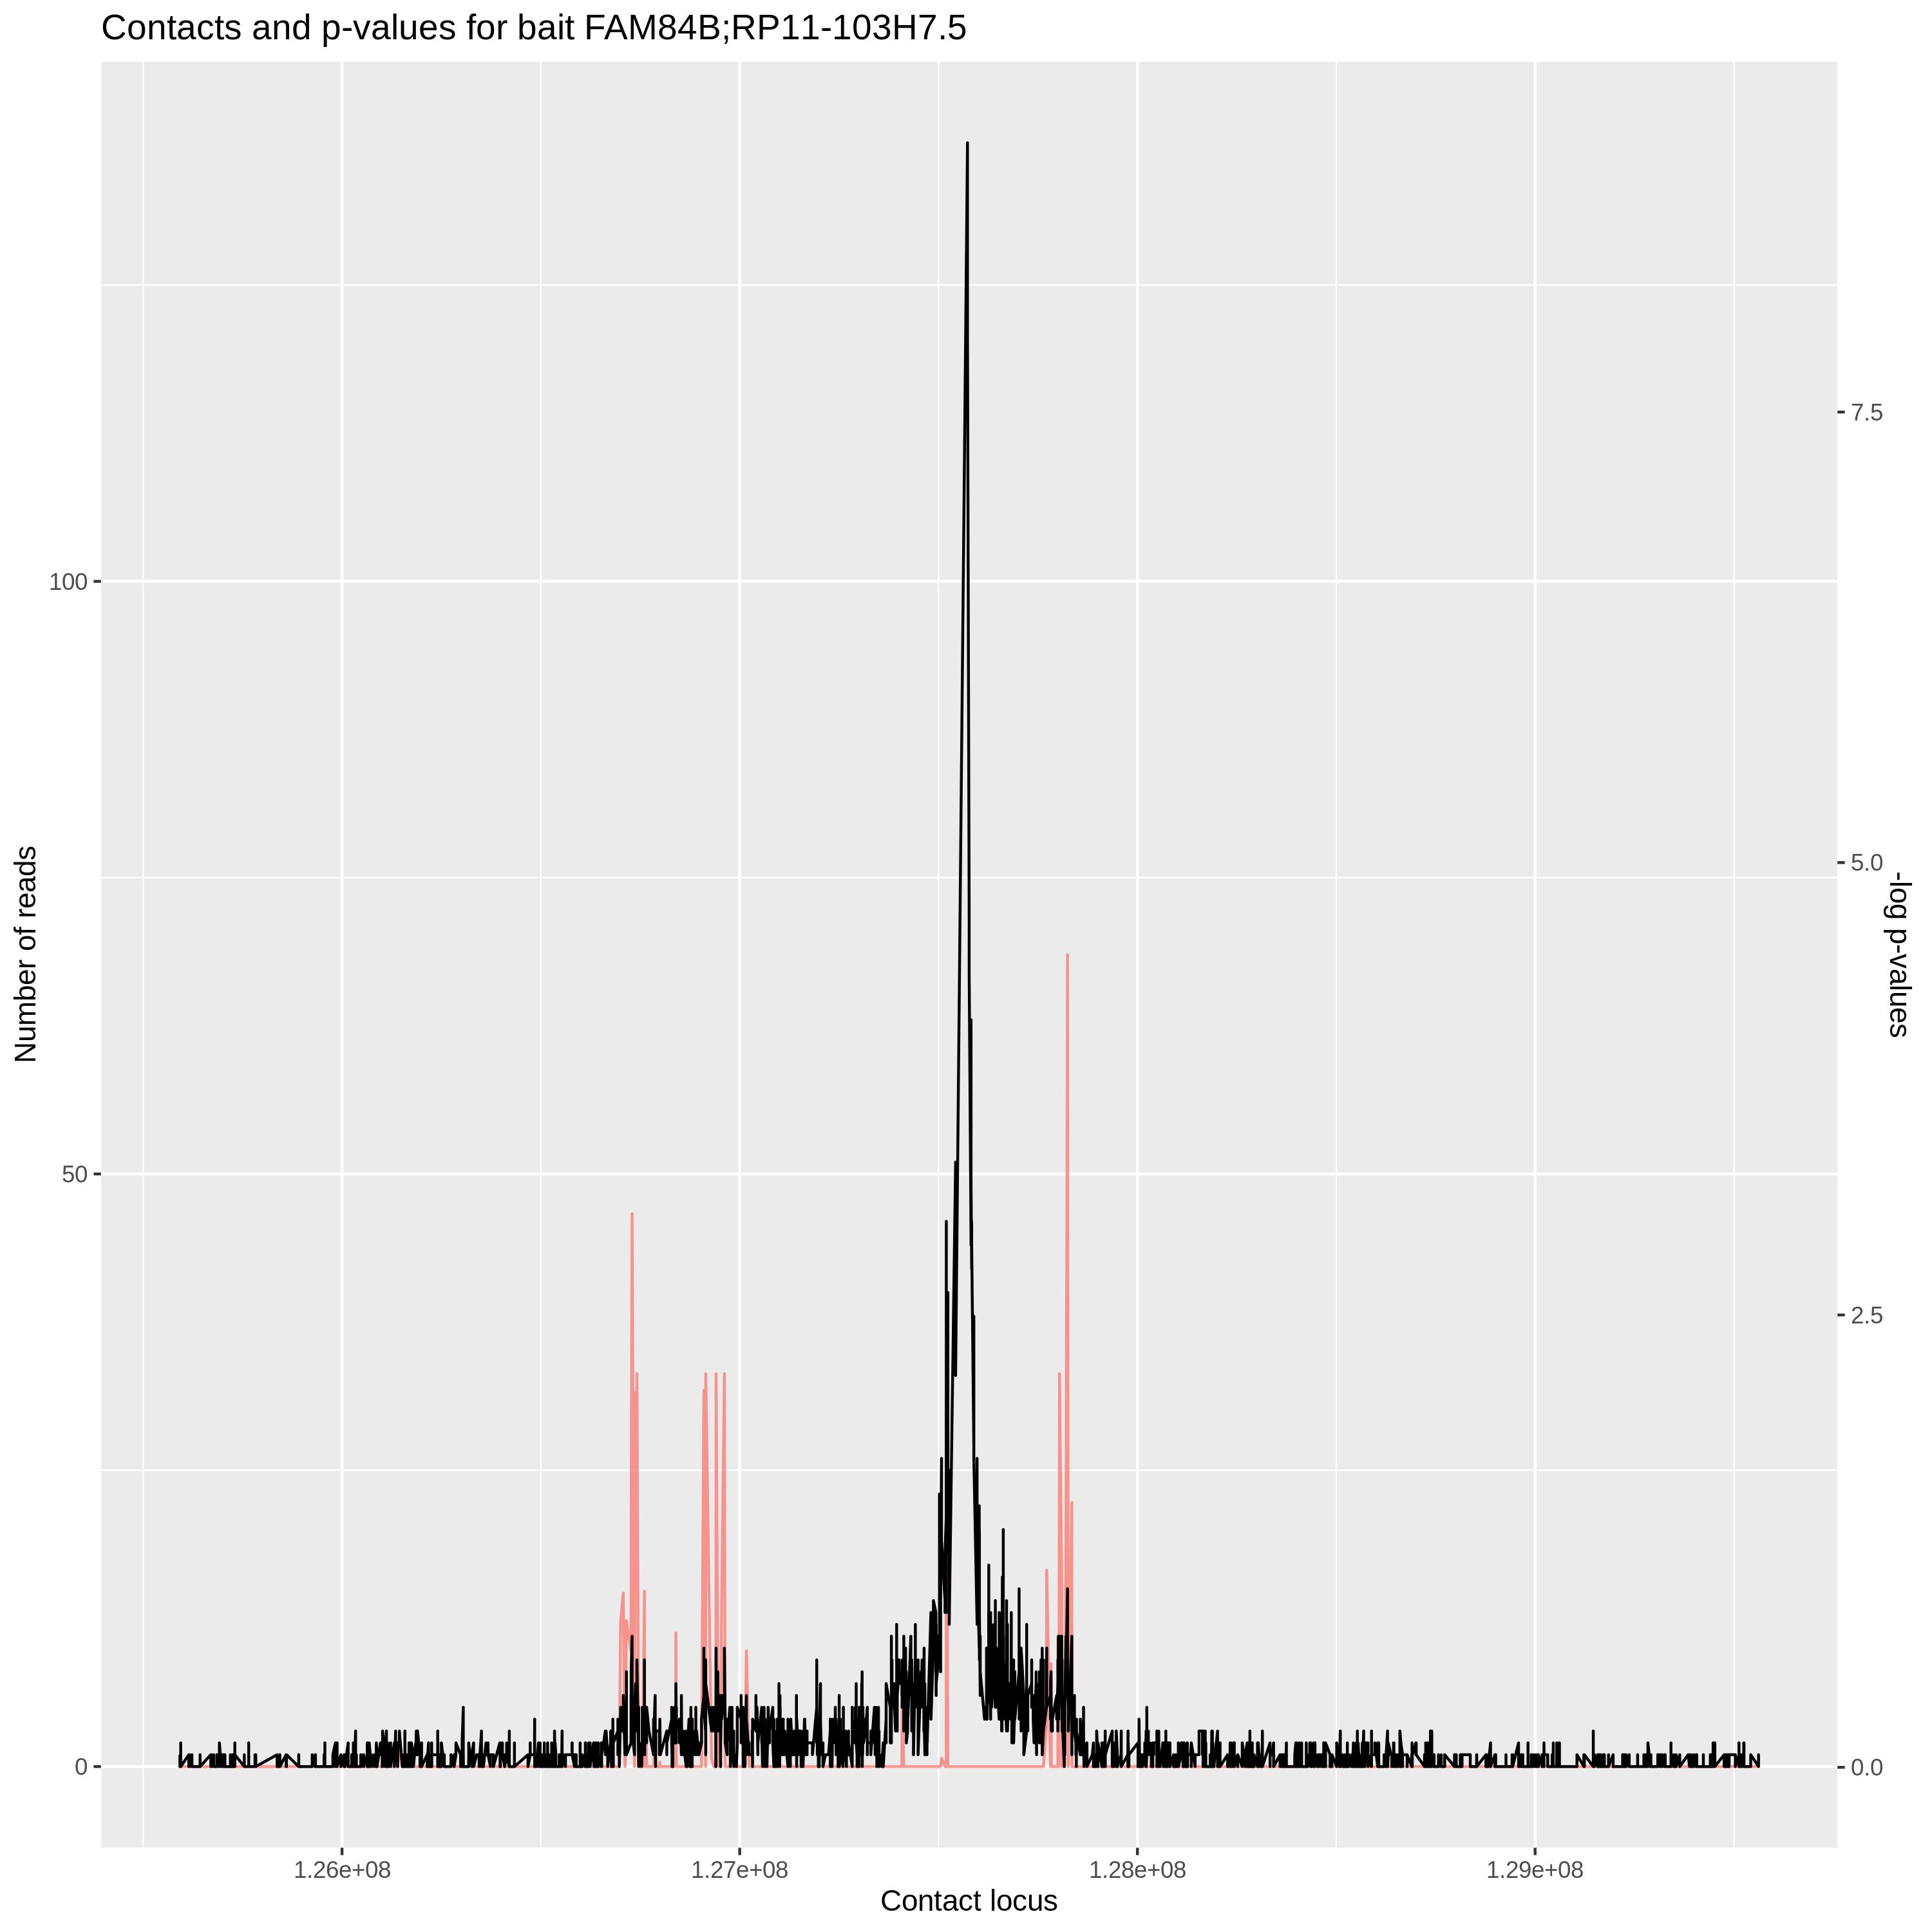 Contacts and p-values for bait FAM84B;RP11-103H7.5
Number of reads
100
50
0
7.5
5.0
2.5
0.0
-log p-values
1.26e+08
1.27e+08
1.28e+08
1.29e+08
Contact locus